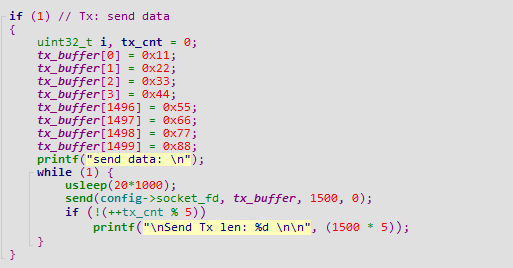 if (1) // Tx: send data
{
uint32_t i, tx_cnt = 0;
tx_buffer[0] = 0x11;
tx_buffer[1] = 0x22;
tx_buffer[2] = 0x33;
tx_buffer[3] = 0x44;
tx_buffer[1496] = 0x55;
tx_buffer[1497] = 0x66;
tx_buffer[1498] = 0x77;
tx_buffer[1499] = 0x88;
printf("send data: \n");
while (1) {
usleep(20*1000);
send(config->socket_fd, tx_buffer, 1500, 0);
if (!(++tx_cnt % 5))
printf("\nSend Tx len: %d \n\n", (1500 * 5));
}
}